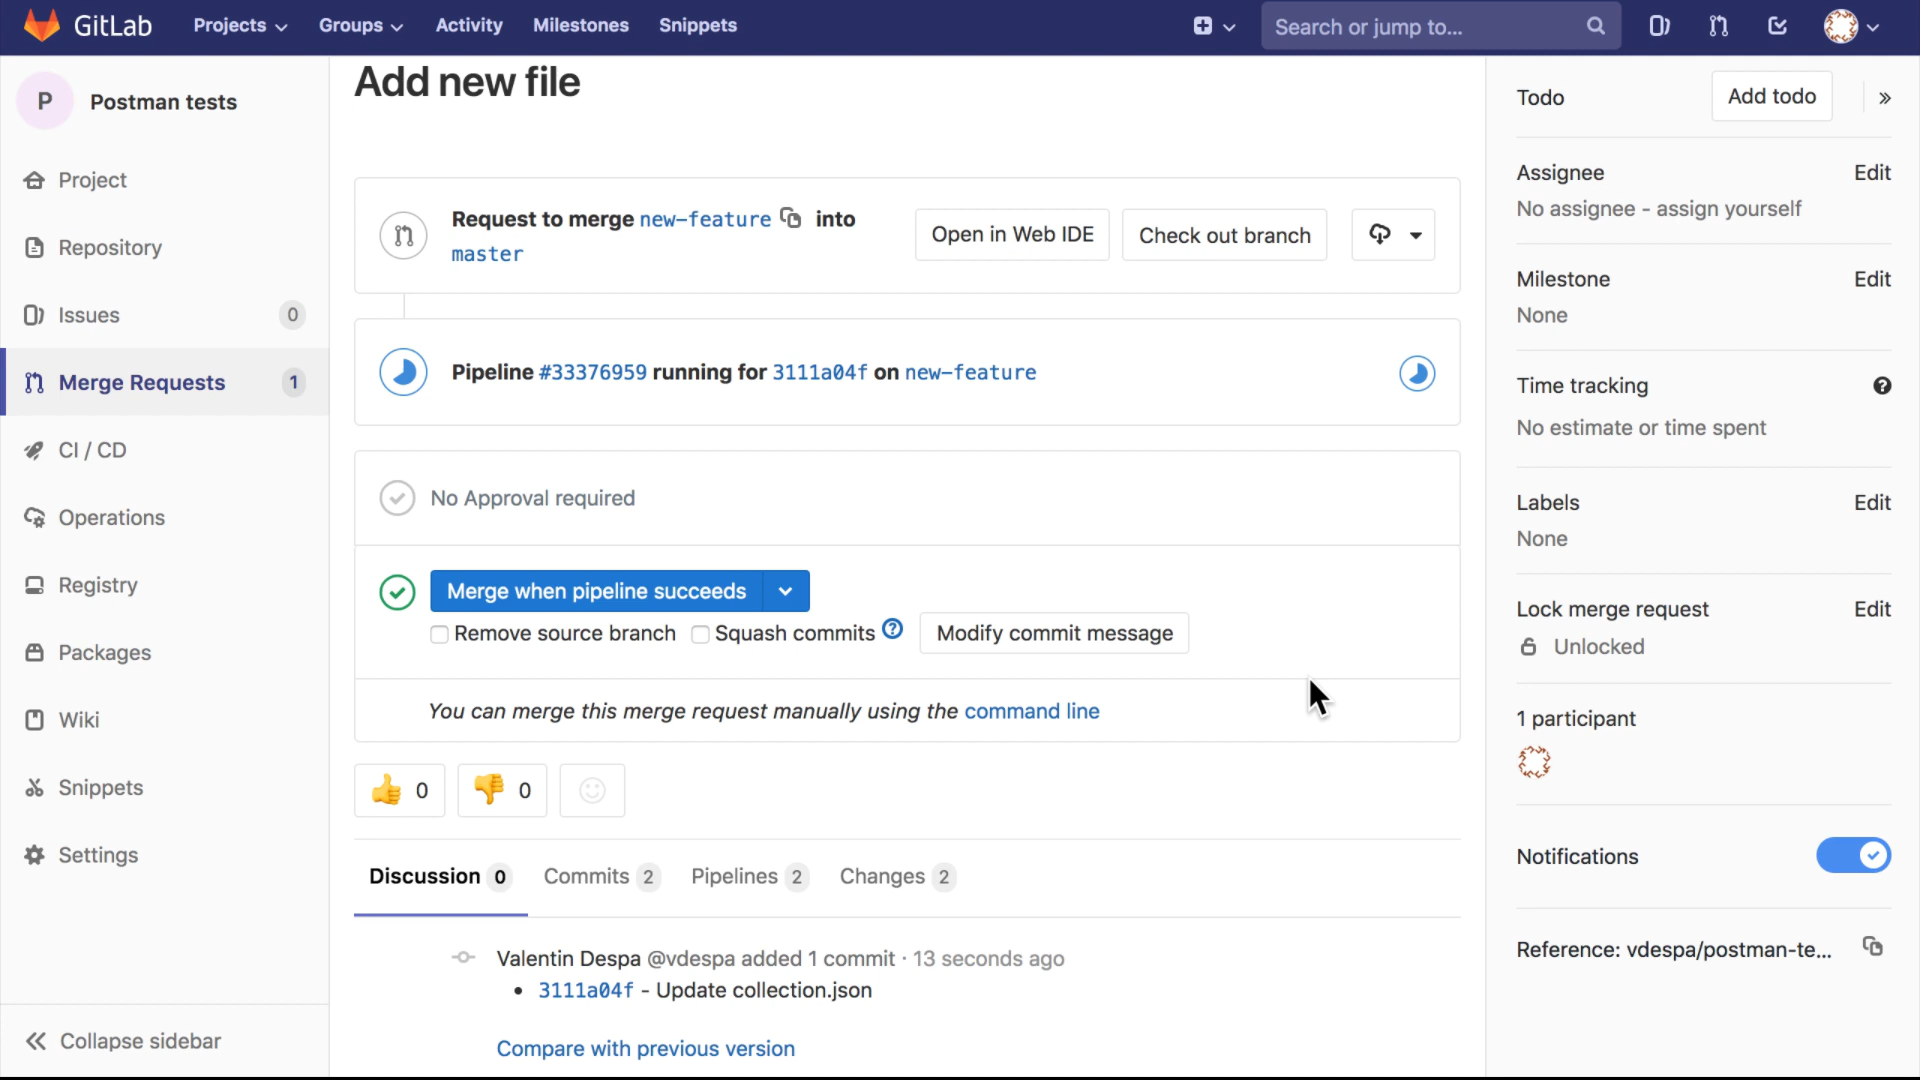 GitLab
Projects
Groups
Activity
Milestones
Snippets
Search or jump to...
P
Postman tests
Project
Repository
Issues 0
Merge Requests 1
CI / CD
Operations
Registry
Packages
Wiki
Snippets
Settings
Collapse sidebar
Add new file
Request to merge new-feature into
master
Open in Web IDE
Check out branch
Pipeline #33376959 running for 3111a04f on new-feature
No Approval required
Merge when pipeline succeeds
Remove source branch
Squash commits ?
Modify commit message
You can merge this merge request manually using the command line
0
0
Discussion 0
Commits 2
Pipelines 2
Changes 2
Valentin Despa @vdespa added 1 commit · 13 seconds ago
• 3111a04f - Update collection.json
Compare with previous version
Todo
Add todo
»
Assignee
Edit
No assignee - assign yourself
Milestone
Edit
None
Time tracking
?
No estimate or time spent
Labels
Edit
None
Lock merge request
Edit
Unlocked
1 participant
Notifications
Reference: vdespa/postman-te...